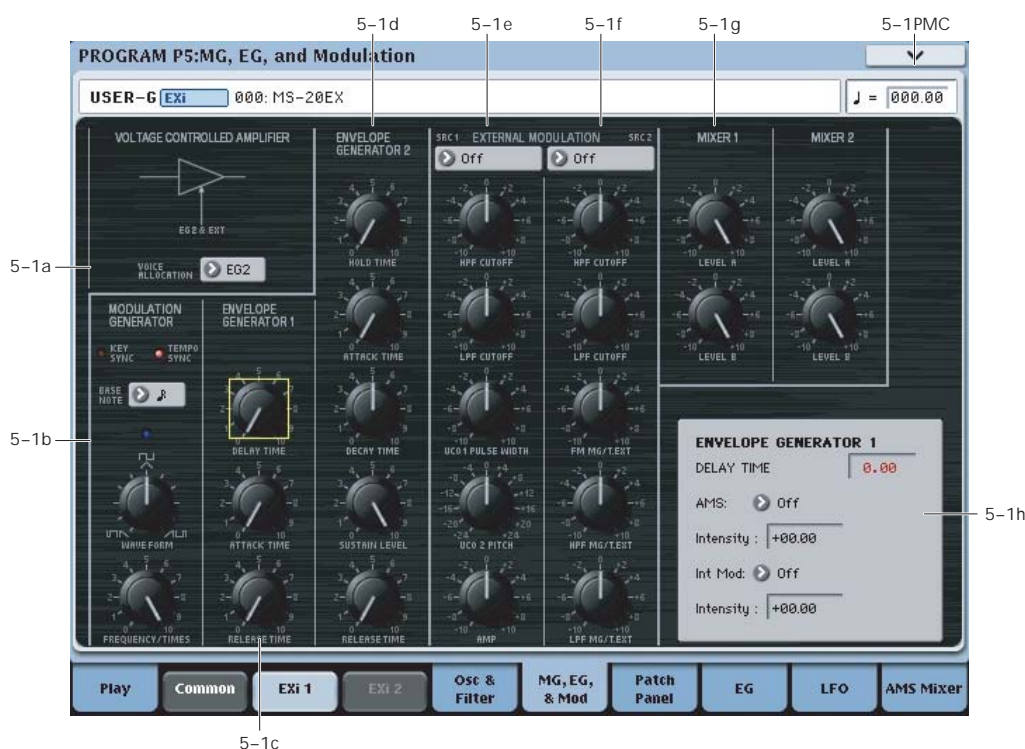 5-1d
5-1e
5-1f
5-1g
5-1PMC
PROGRAM P5:MG, EG, and Modulation
USER-G EXi 000: MS-20EX
♩ = 000.00
VOLTAGE CONTROLLED AMPLIFIER
EG2 & EXT
VOICE ALLOCATION EG2
5-1a
MODULATION GENERATOR
KEY SYNC
TEMPO SYNC
BASE NOTE
5-1b
WAVE FORM
FREQUENCY/TIMES
ENVELOPE GENERATOR 1
DELAY TIME
ATTACK TIME
RELEASE TIME
5-1c
ENVELOPE GENERATOR 2
HOLD TIME
ATTACK TIME
DECAY TIME
SUSTAIN LEVEL
RELEASE TIME
SRC 1 EXTERNAL MODULATION SRC 2
Off
Off
HPF CUTOFF
HPF CUTOFF
LPF CUTOFF
LPF CUTOFF
UCO 1 PULSE WIDTH
FM MG/T.EXT
UCO 2 PITCH
HPF MG/T.EXT
AMP
LPF MG/T.EXT
MIXER 1
MIXER 2
LEVEL A
LEVEL A
LEVEL B
LEVEL B
ENVELOPE GENERATOR 1
DELAY TIME 0.00
AMS: Off
Intensity : +00.00
Int Mod: Off
Intensity : +00.00
5-1h
Play
Common
EXi 1
EXi 2
Osc & Filter
MG, EG, & Mod
Patch Panel
EG
LFO
AMS Mixer